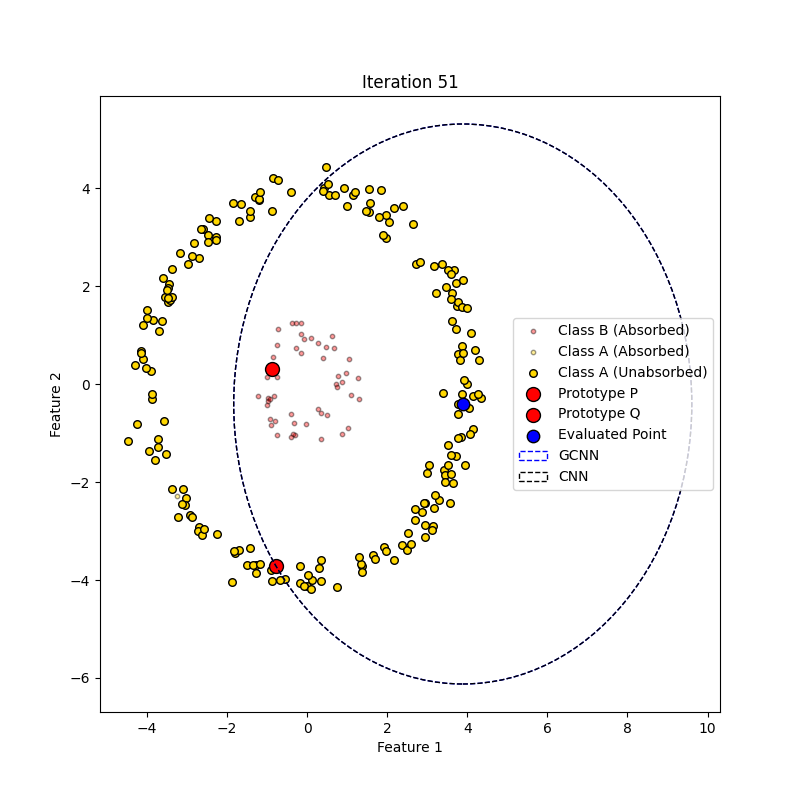 Iteration 51
Feature 2
4
2
0
−2
−4
−6
Class B (Absorbed)
Class A (Absorbed)
Class A (Unabsorbed)
Prototype P
Prototype Q
Evaluated Point
GCNN
CNN
−4 −2 0 2 4 6 8 10
Feature 1